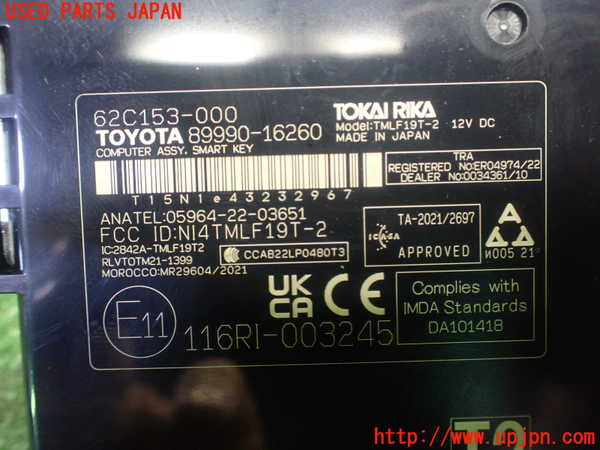 USED PARTS JAPAN
62C153-000
TOKAI RIKA
TOYOTA 89990-16260
Model:TMLF19T-2 12V DC
COMPUTER ASSY, SMART KEY
MADE IN JAPAN
TRA
REGISTERED No:ER04974/22
DEALER No:0034361/10
T15N1e43232967
ANATEL:05964-22-03651
FCC ID:NI4TMLF19T-2
IC2842A-TMLF19T2
RLVTOTM21-1399
MOROCCO:MR29604/2021
CCAB22LP0480T3
ICASA
TA-2021/2697
APPROVED
И005 21
UK
CA
CE
Complies with
IMDA Standards
DA101418
E11
116RI-003245
T2
UPJ http://www.upjpn.com/